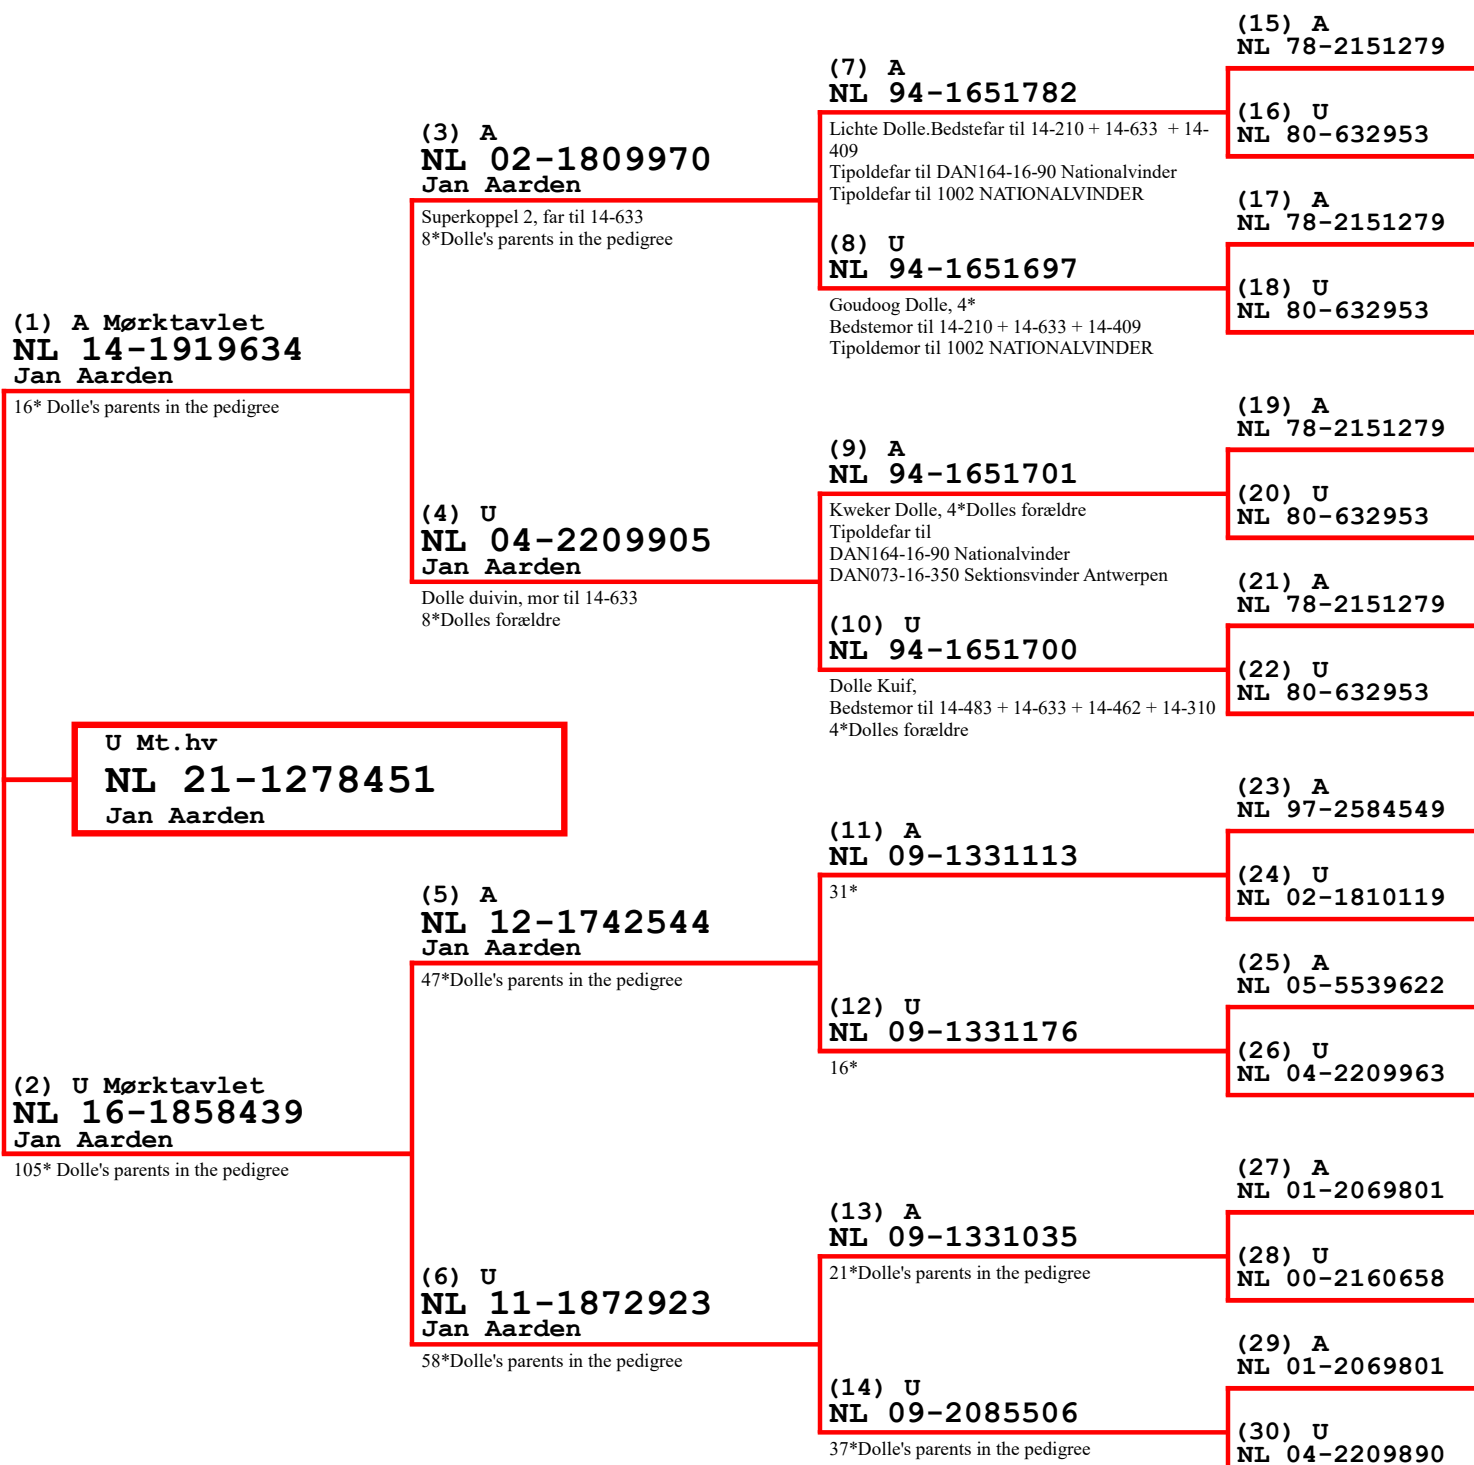 (1) A Mørktavlet
NL 14-1919634
Jan Aarden
16* Dolle's parents in the pedigree
U Mt.hv
NL 21-1278451
Jan Aarden
(2) U Mørktavlet
NL 16-1858439
Jan Aarden
105* Dolle's parents in the pedigree
(3) A
NL 02-1809970
Jan Aarden
Superkoppel 2, far til 14-633
8*Dolle's parents in the pedigree
(4) U
NL 04-2209905
Jan Aarden
Dolle duivin, mor til 14-633
8*Dolles forældre
(5) A
NL 12-1742544
Jan Aarden
47*Dolle's parents in the pedigree
(6) U
NL 11-1872923
Jan Aarden
58*Dolle's parents in the pedigree
(7) A
NL 94-1651782
Lichte Dolle.Bedstefar til 14-210 + 14-633 + 14-
409
Tipoldefar til DAN164-16-90 Nationalvinder
Tipoldefar til 1002 NATIONALVINDER
(8) U
NL 94-1651697
Goudoog Dolle, 4*
Bedstemor til 14-210 + 14-633 + 14-409
Tipoldemor til 1002 NATIONALVINDER
(9) A
NL 94-1651701
Kweker Dolle, 4*Dolles forældre
Tipoldefar til
DAN164-16-90 Nationalvinder
DAN073-16-350 Sektionsvinder Antwerpen
(10) U
NL 94-1651700
Dolle Kuif,
Bedstemor til 14-483 + 14-633 + 14-462 + 14-310
4*Dolles forældre
(11) A
NL 09-1331113
31*
(12) U
NL 09-1331176
16*
(13) A
NL 09-1331035
21*Dolle's parents in the pedigree
(14) U
NL 09-2085506
37*Dolle's parents in the pedigree
(15) A
NL 78-2151279
(16) U
NL 80-632953
(17) A
NL 78-2151279
(18) U
NL 80-632953
(19) A
NL 78-2151279
(20) U
NL 80-632953
(21) A
NL 78-2151279
(22) U
NL 80-632953
(23) A
NL 97-2584549
(24) U
NL 02-1810119
(25) A
NL 05-5539622
(26) U
NL 04-2209963
(27) A
NL 01-2069801
(28) U
NL 00-2160658
(29) A
NL 01-2069801
(30) U
NL 04-2209890